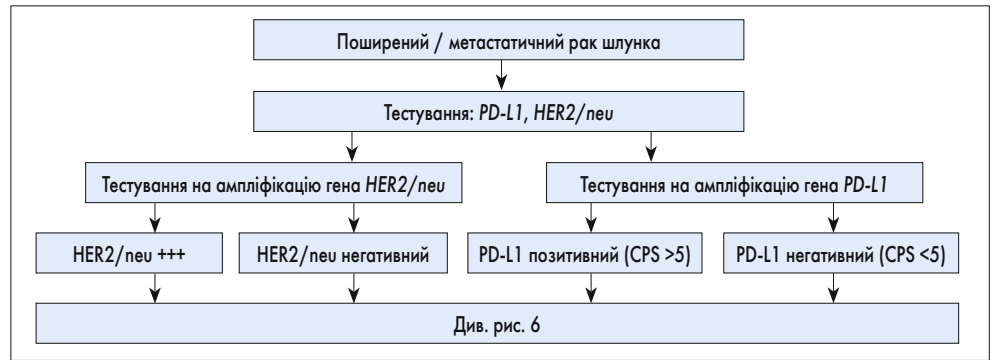 Поширений / метастатичний рак шлунка
Тестування: PD-L1, HER2/neu
Тестування на ампліфікацію гена HER2/neu
Тестування на ампліфікацію гена PD-L1
HER2/neu +++
HER2/neu негативний
PD-L1 позитивний (CPS >5)
PD-L1 негативний (CPS <5)
Див. рис. 6